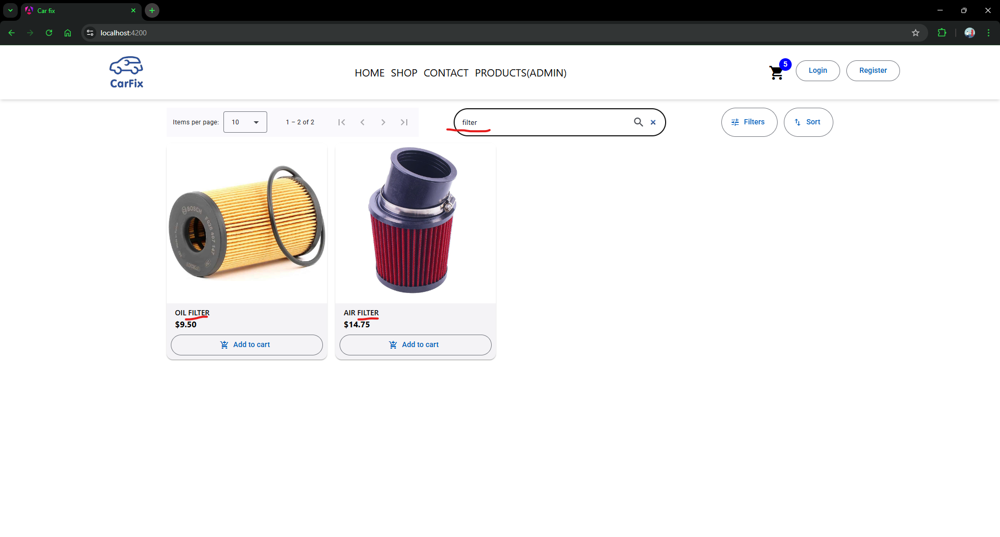 Car fix
localhost:4200
CarFix
HOME SHOP CONTACT PRODUCTS(ADMIN)
5
Login
Register
Items per page: 10 1 – 2 of 2
filter
Filters
Sort
BOSCH
F026 407 147
OIL FILTER
$9.50
Add to cart
AIR FILTER
$14.75
Add to cart